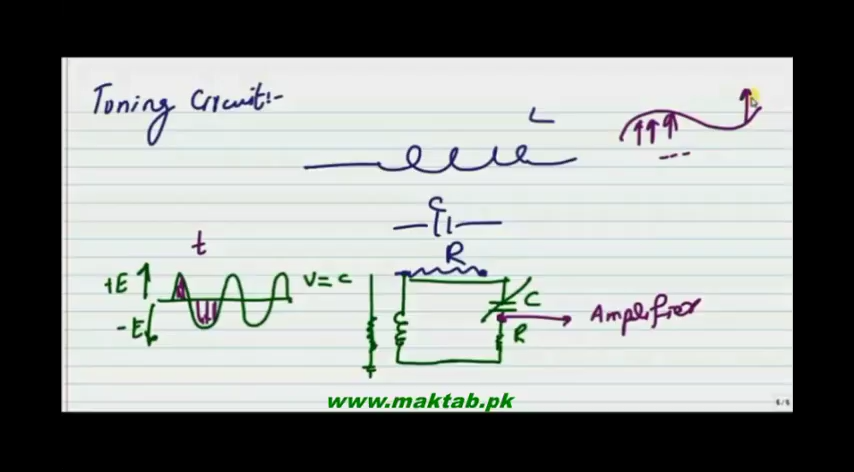 Tuning Circuit:-
L
C
R
t
+E
V = c
-E
C
Amplifier
R
www.maktab.pk